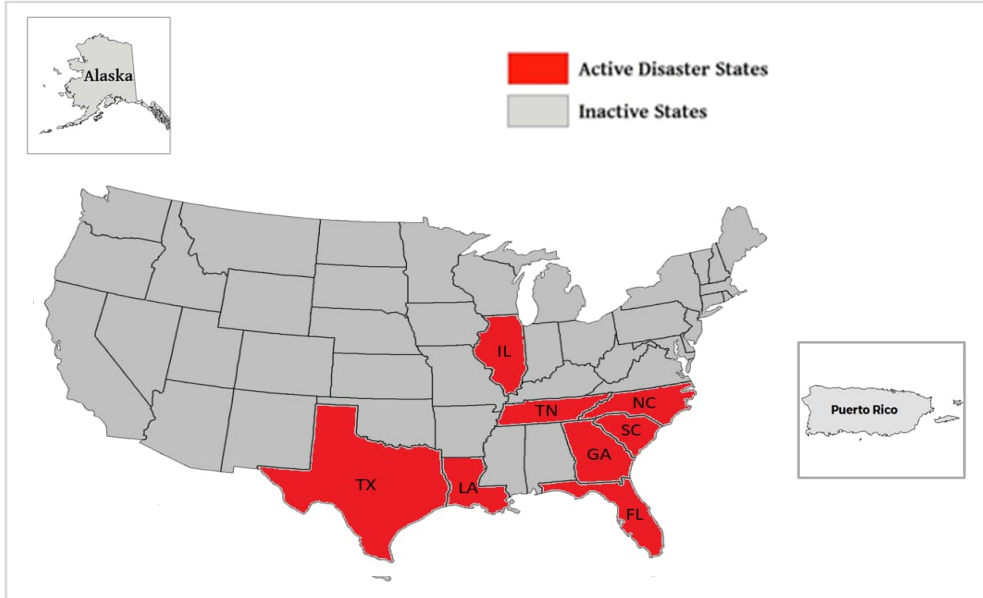 Alaska
Active Disaster States
Inactive States
IL
TN
NC
SC
GA
TX
LA
FL
Puerto Rico